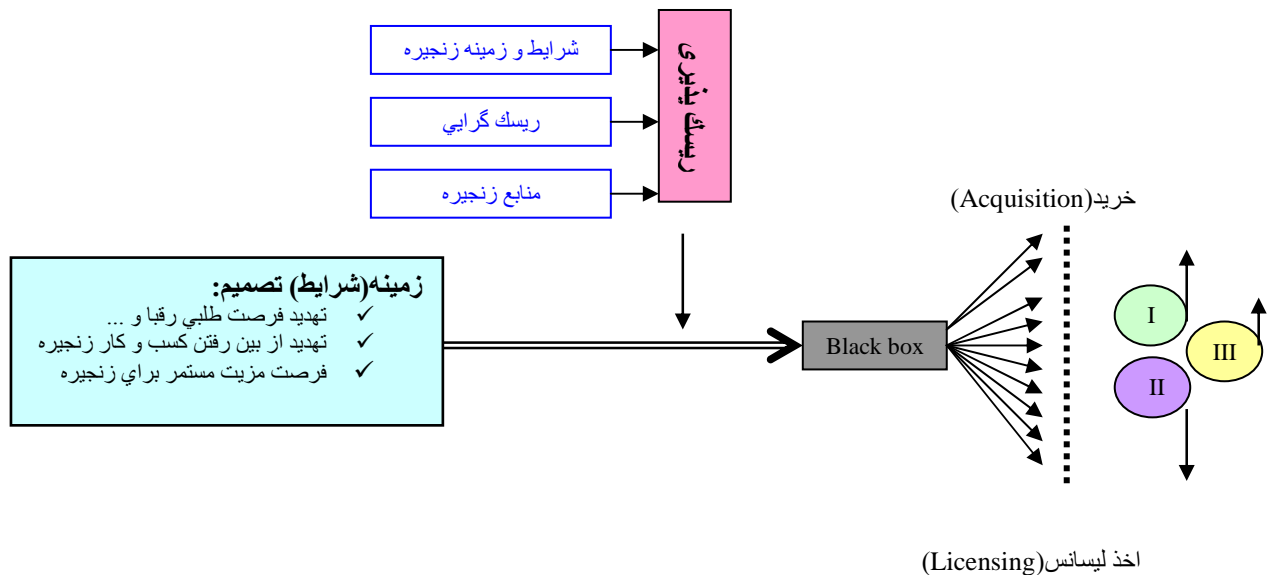 شرايط و زمينه زنجيره
ريسك گرايي
منابع زنجيره
ريسك پذيرى
خريد(Acquisition)
زمينه(شرايط) تصميم:
✓ تهديد فرصت طلبي رقبا و ...
✓ تهديد از بين رفتن كسب و كار زنجيره
✓ فرصت مزيت مستمر براي زنجيره
Black box
I
II
III
اخذ ليسانس(Licensing)